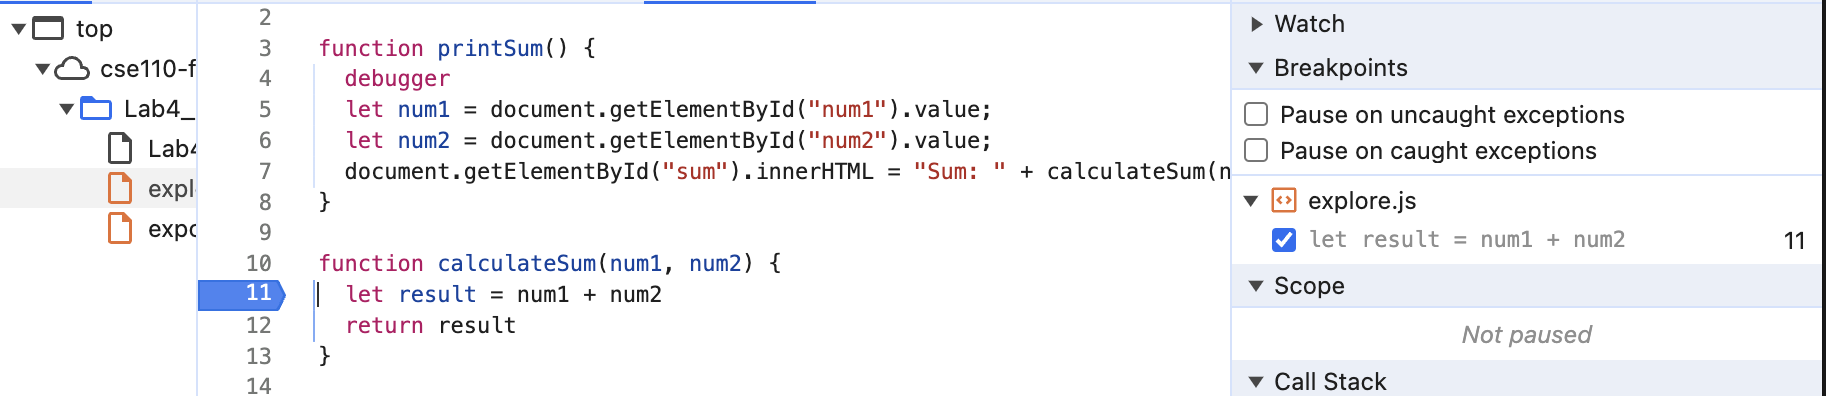 top
cse110-f
Lab4_
Lab4
expl
expo
2
3 function printSum() {
4 debugger
5 let num1 = document.getElementById("num1").value;
6 let num2 = document.getElementById("num2").value;
7 document.getElementById("sum").innerHTML = "Sum: " + calculateSum(n
8 }
9
10 function calculateSum(num1, num2) {
11 let result = num1 + num2
12 return result
13 }
14
Watch
Breakpoints
Pause on uncaught exceptions
Pause on caught exceptions
explore.js
let result = num1 + num2 11
Scope
Not paused
Call Stack